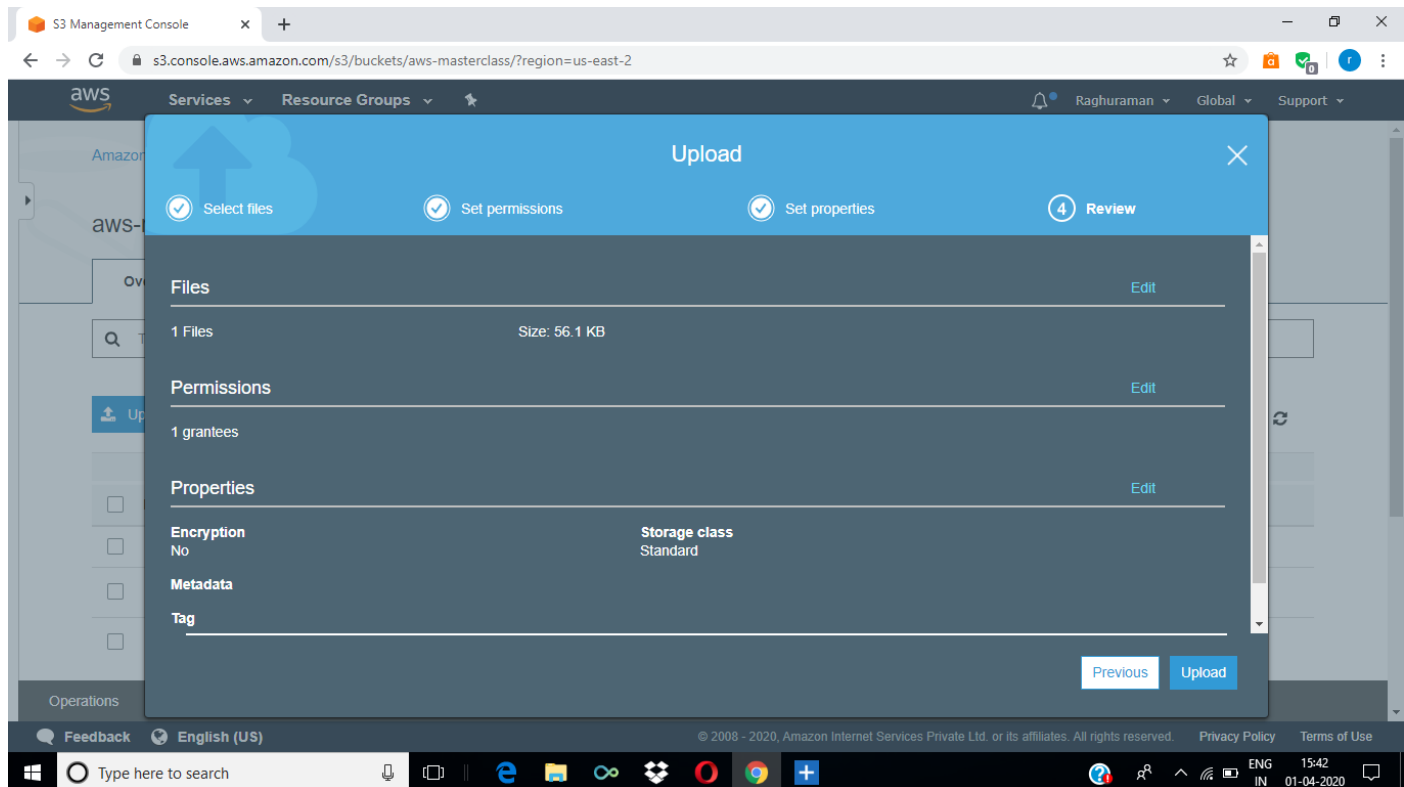 S3 Management Console
s3.console.aws.amazon.com/s3/buckets/aws-masterclass/?region=us-east-2
a
0
r
aws
Services
Resource Groups
Raghuraman
Global
Support
Amazon
Upload
Select files
Set permissions
Set properties
4 Review
aws-
Files
Edit
1 Files
Size: 56.1 KB
Permissions
Edit
1 grantees
Properties
Edit
Encryption
Storage class
No
Standard
Metadata
Tag
Previous
Upload
Operations
Feedback
English (US)
© 2008 - 2020, Amazon Internet Services Private Ltd. or its affiliates. All rights reserved.
Privacy Policy
Terms of Use
Type here to search
ENG
IN
15:42
01-04-2020